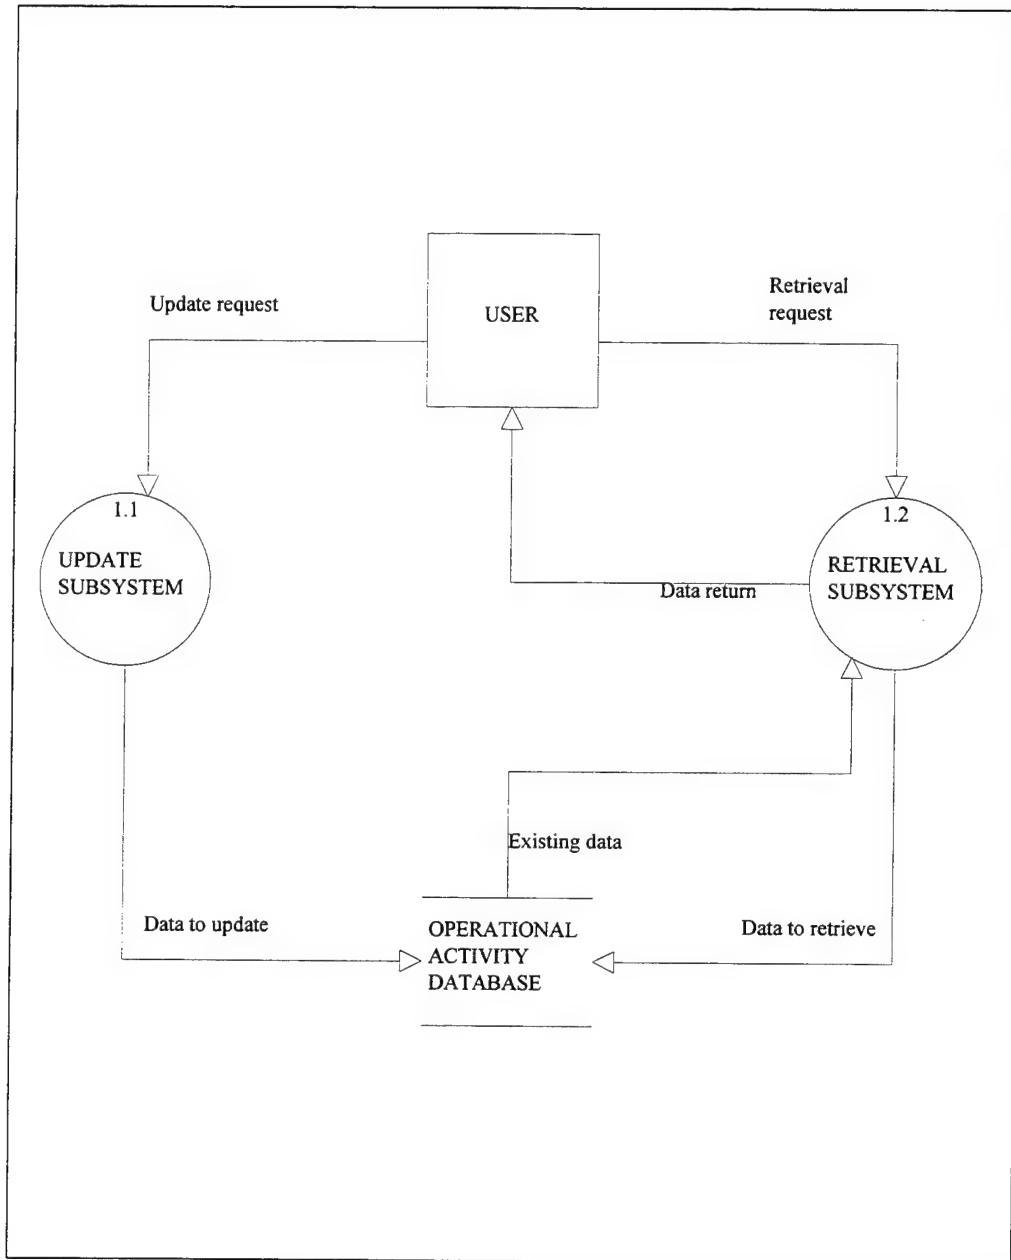 Update request
USER
Retrieval
request
1.1
UPDATE
SUBSYSTEM
1.2
RETRIEVAL
SUBSYSTEM
Data return
Existing data
Data to update
OPERATIONAL
ACTIVITY
DATABASE
Data to retrieve